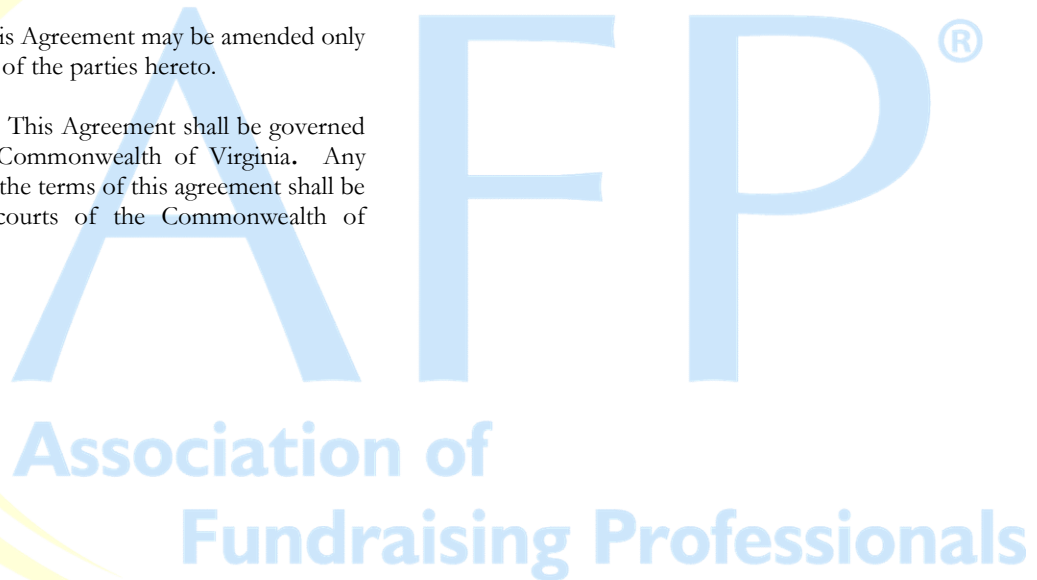 is Agreement may be amended only
of the parties hereto.
This Agreement shall be governed
Commonwealth of Virginia. Any
the terms of this agreement shall be
courts of the Commonwealth of
AFP®
Association of
Fundraising Professionals